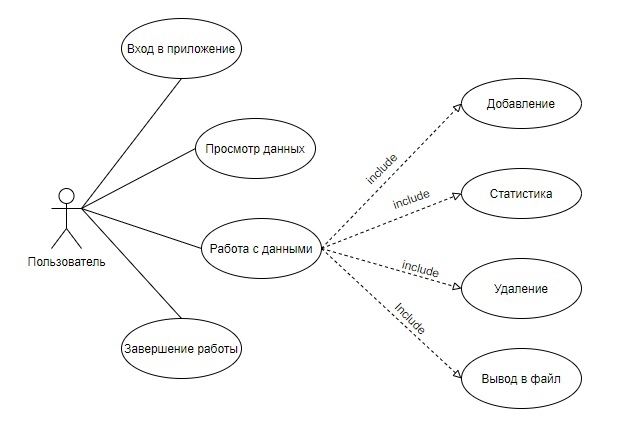 Вход в приложение
Просмотр данных
Пользователь
Работа с данными
Завершение работы
include
include
include
Include
Добавление
Статистика
Удаление
Вывод в файл